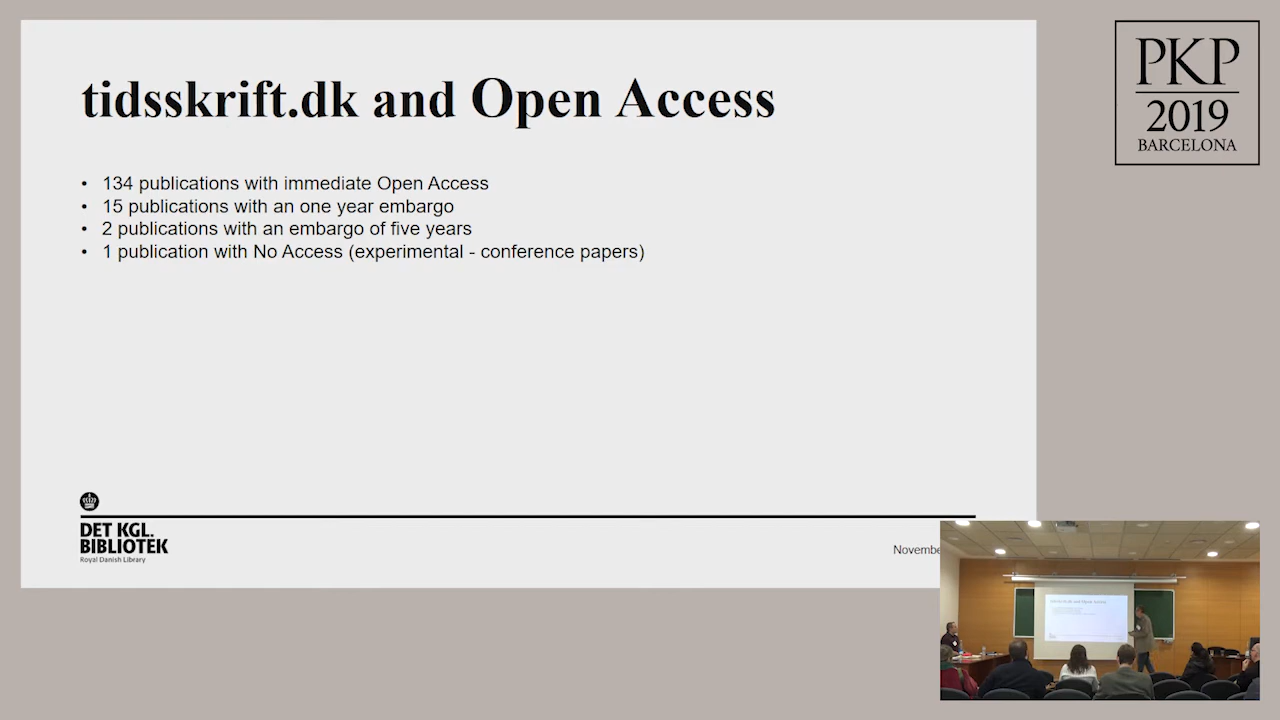 tidsskrift.dk and Open Access
• 134 publications with immediate Open Access
• 15 publications with an one year embargo
• 2 publications with an embargo of five years
• 1 publication with No Access (experimental - conference papers)
DET KGL.
BIBLIOTEK
Royal Danish Library
PKP
2019
BARCELONA